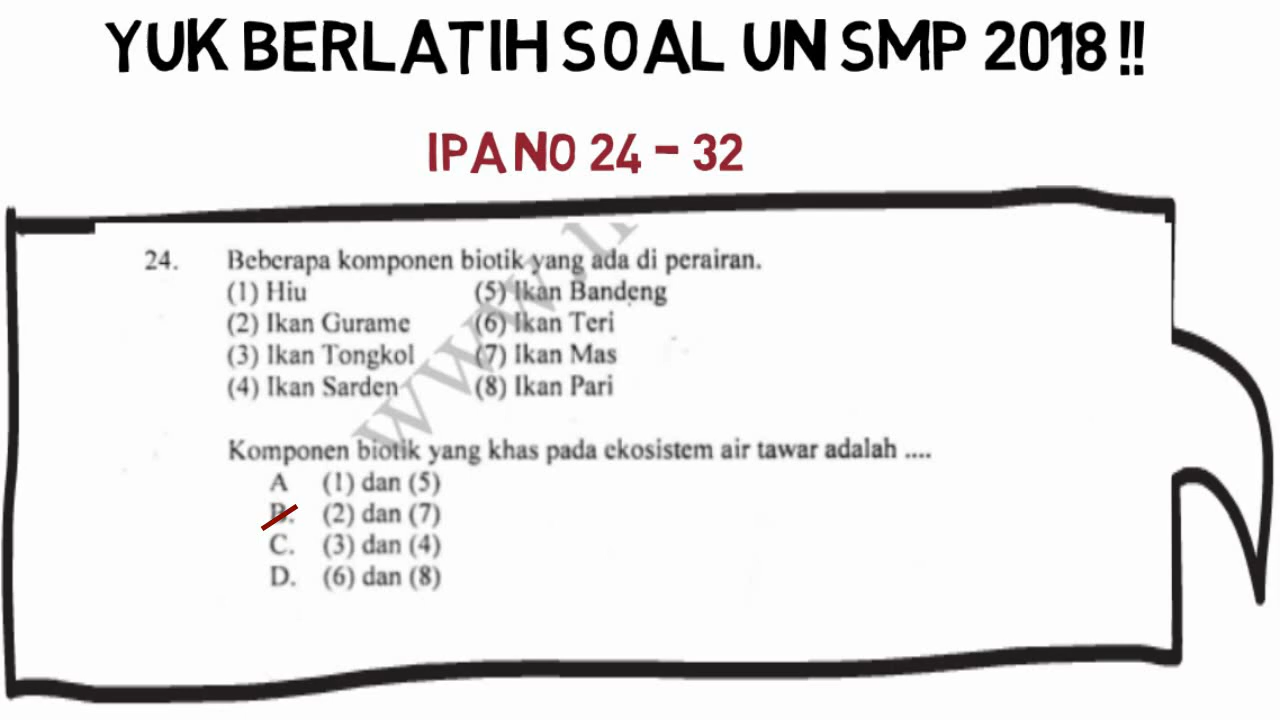 YUK BERLATIH SOAL UN SMP 2018 !!
IPA NO 24 - 32
24. Beberapa komponen biotik yang ada di perairan.
(1) Hiu (5) Ikan Bandeng
(2) Ikan Gurame (6) Ikan Teri
(3) Ikan Tongkol (7) Ikan Mas
(4) Ikan Sarden (8) Ikan Pari
Komponen biotik yang khas pada ekosistem air tawar adalah ....
A (1) dan (5)
B. (2) dan (7)
C. (3) dan (4)
D. (6) dan (8)
www.